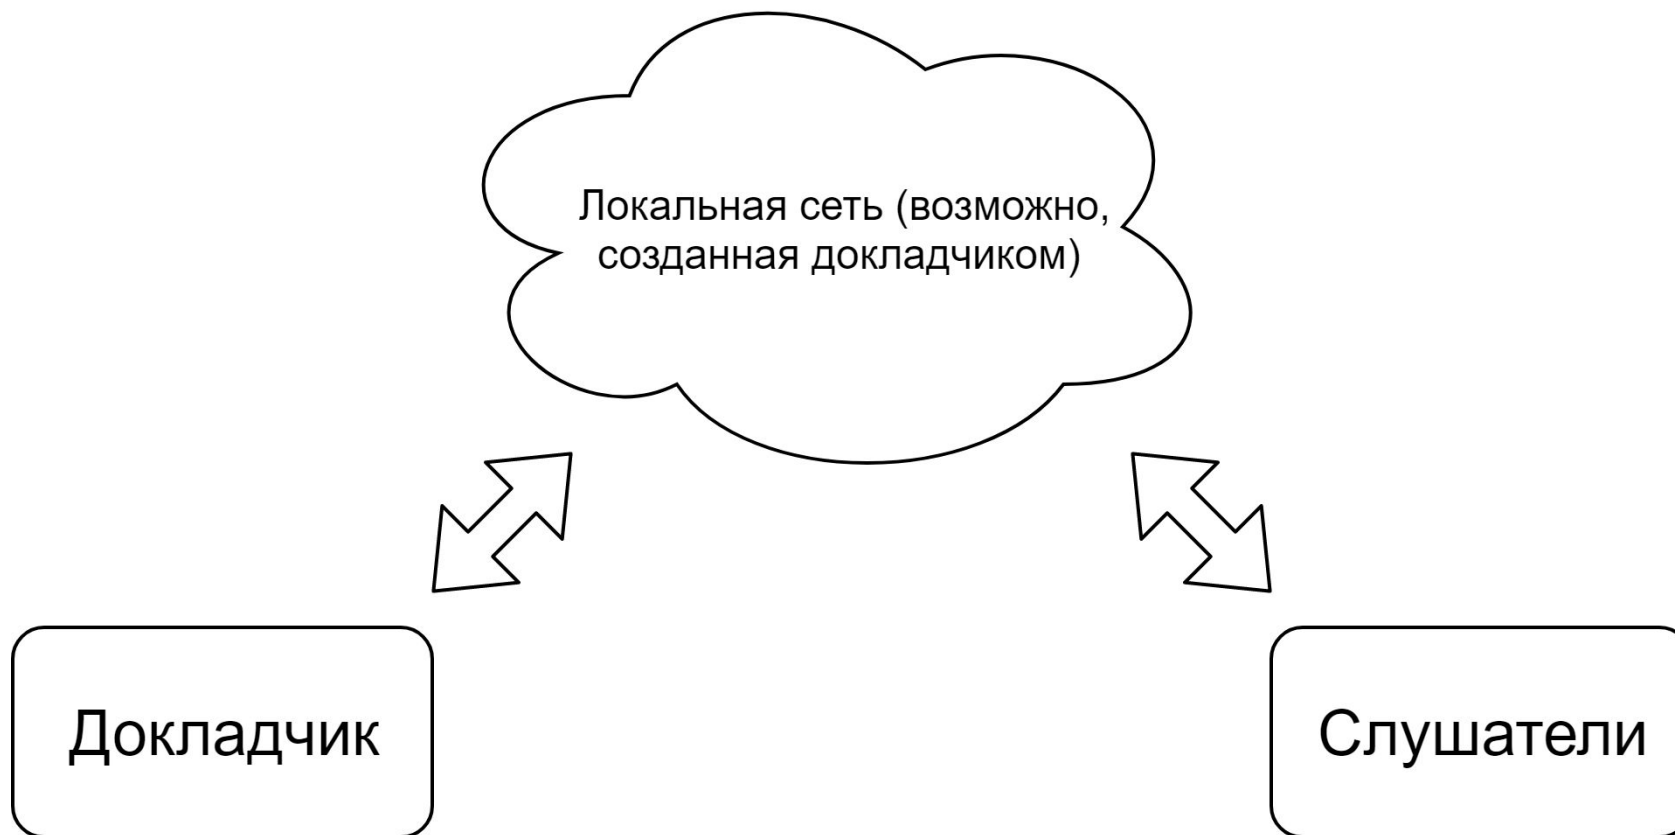 Локальная сеть (возможно,
созданная докладчиком)
Докладчик
Слушатели